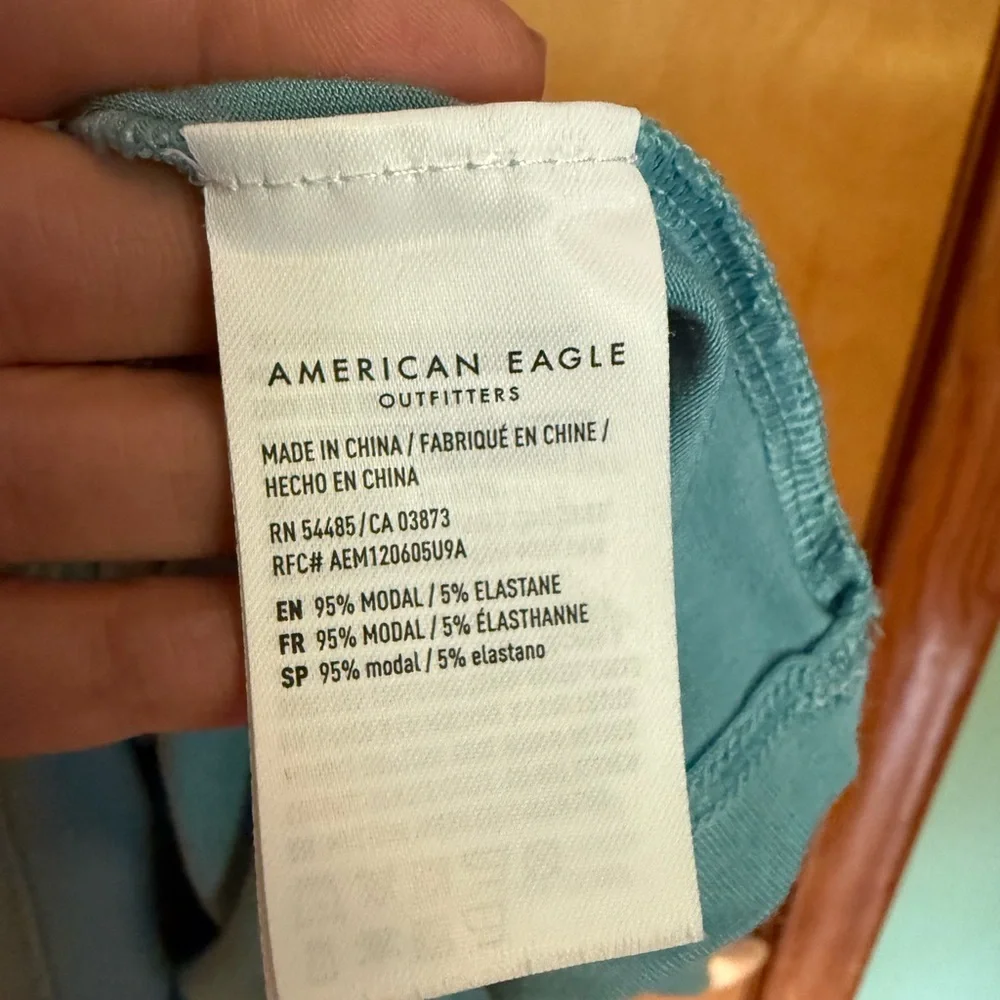 AMERICAN EAGLE
OUTFITTERS
MADE IN CHINA / FABRIQUÉ EN CHINE /
HECHO EN CHINA
RN 54485/CA 03873
RFC# AEM120605U9A
EN 95% MODAL / 5% ELASTANE
FR 95% MODAL / 5% ÉLASTHANNE
SP 95% modal / 5% elastano